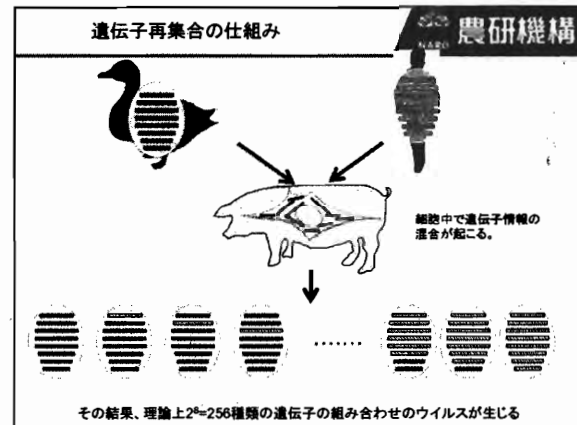 遺伝子再集合の仕組み
NARO
農研機構
細胞中で遺伝子情報の
混合が起こる。
.......
その結果、理論上2⁸=256種類の遺伝子の組み合わせのウイルスが生じる